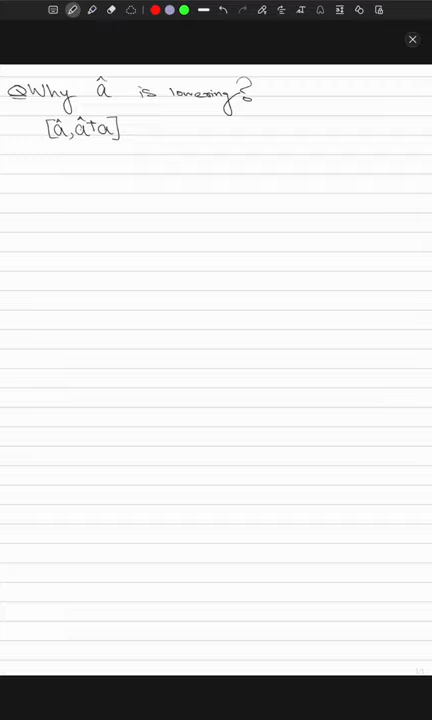 Q Why â is lowering?
[â, â†a]